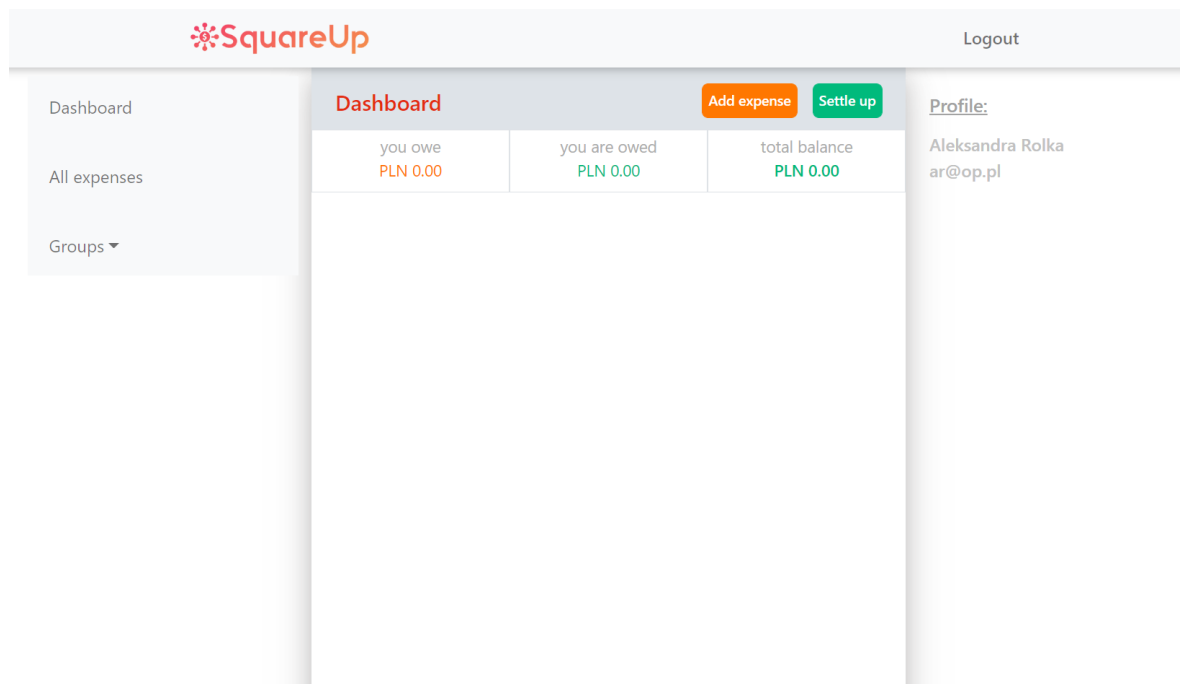 SquareUp
Logout
Dashboard
All expenses
Groups
Dashboard
Add expense
Settle up
you owe
PLN 0.00
you are owed
PLN 0.00
total balance
PLN 0.00
Profile:
Aleksandra Rolka
ar@op.pl